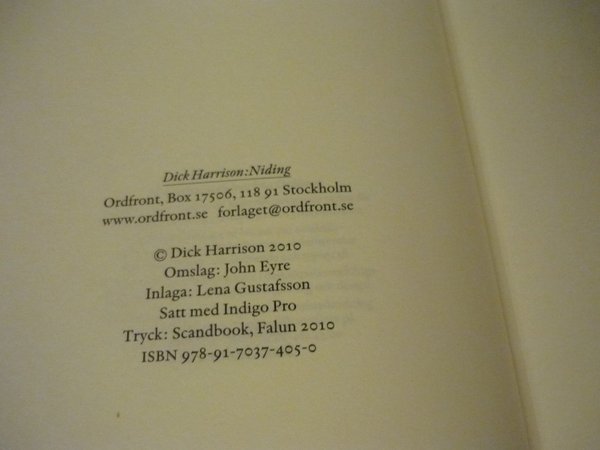 Dick Harrison: Niding
Ordfront, Box 17506, 118 91 Stockholm
www.ordfront.se forlaget@ordfront.se
© Dick Harrison 2010
Omslag: John Eyre
Inlaga: Lena Gustafsson
Satt med Indigo Pro
Tryck: Scandbook, Falun 2010
ISBN 978-91-7037-405-0